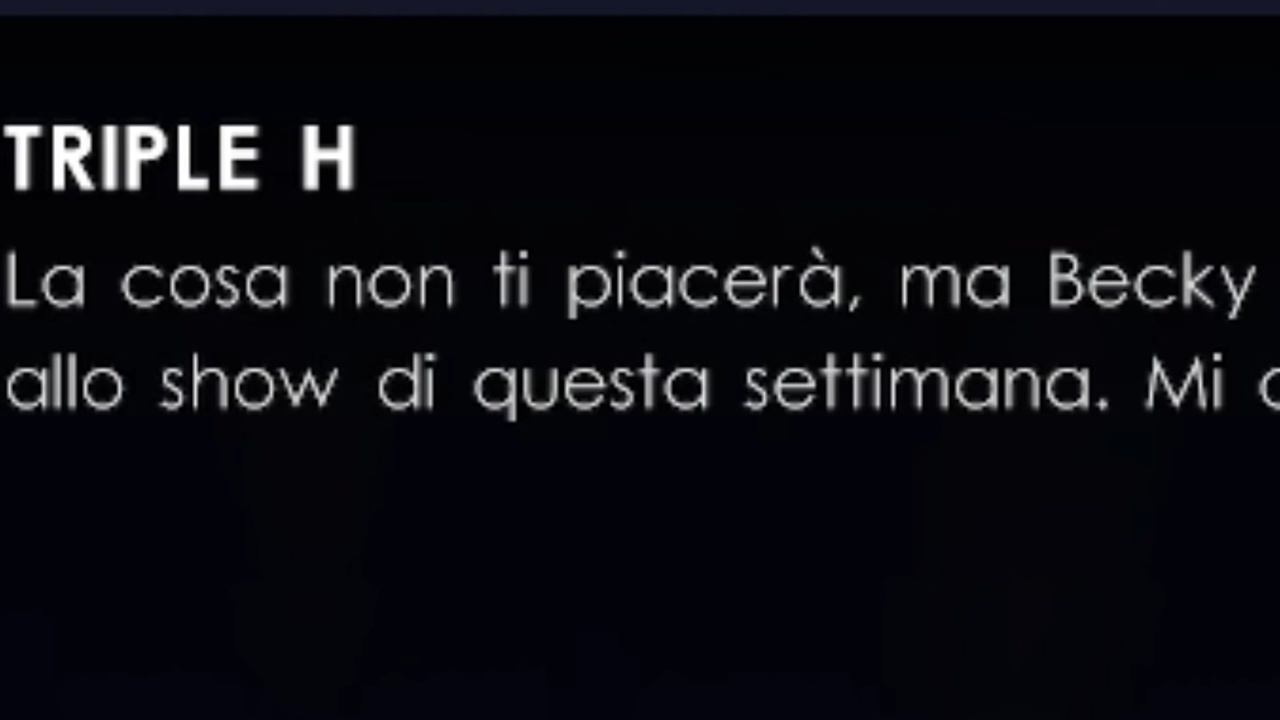 TRIPLE H
La cosa non ti piacerà, ma Becky
allo show di questa settimana. Mi